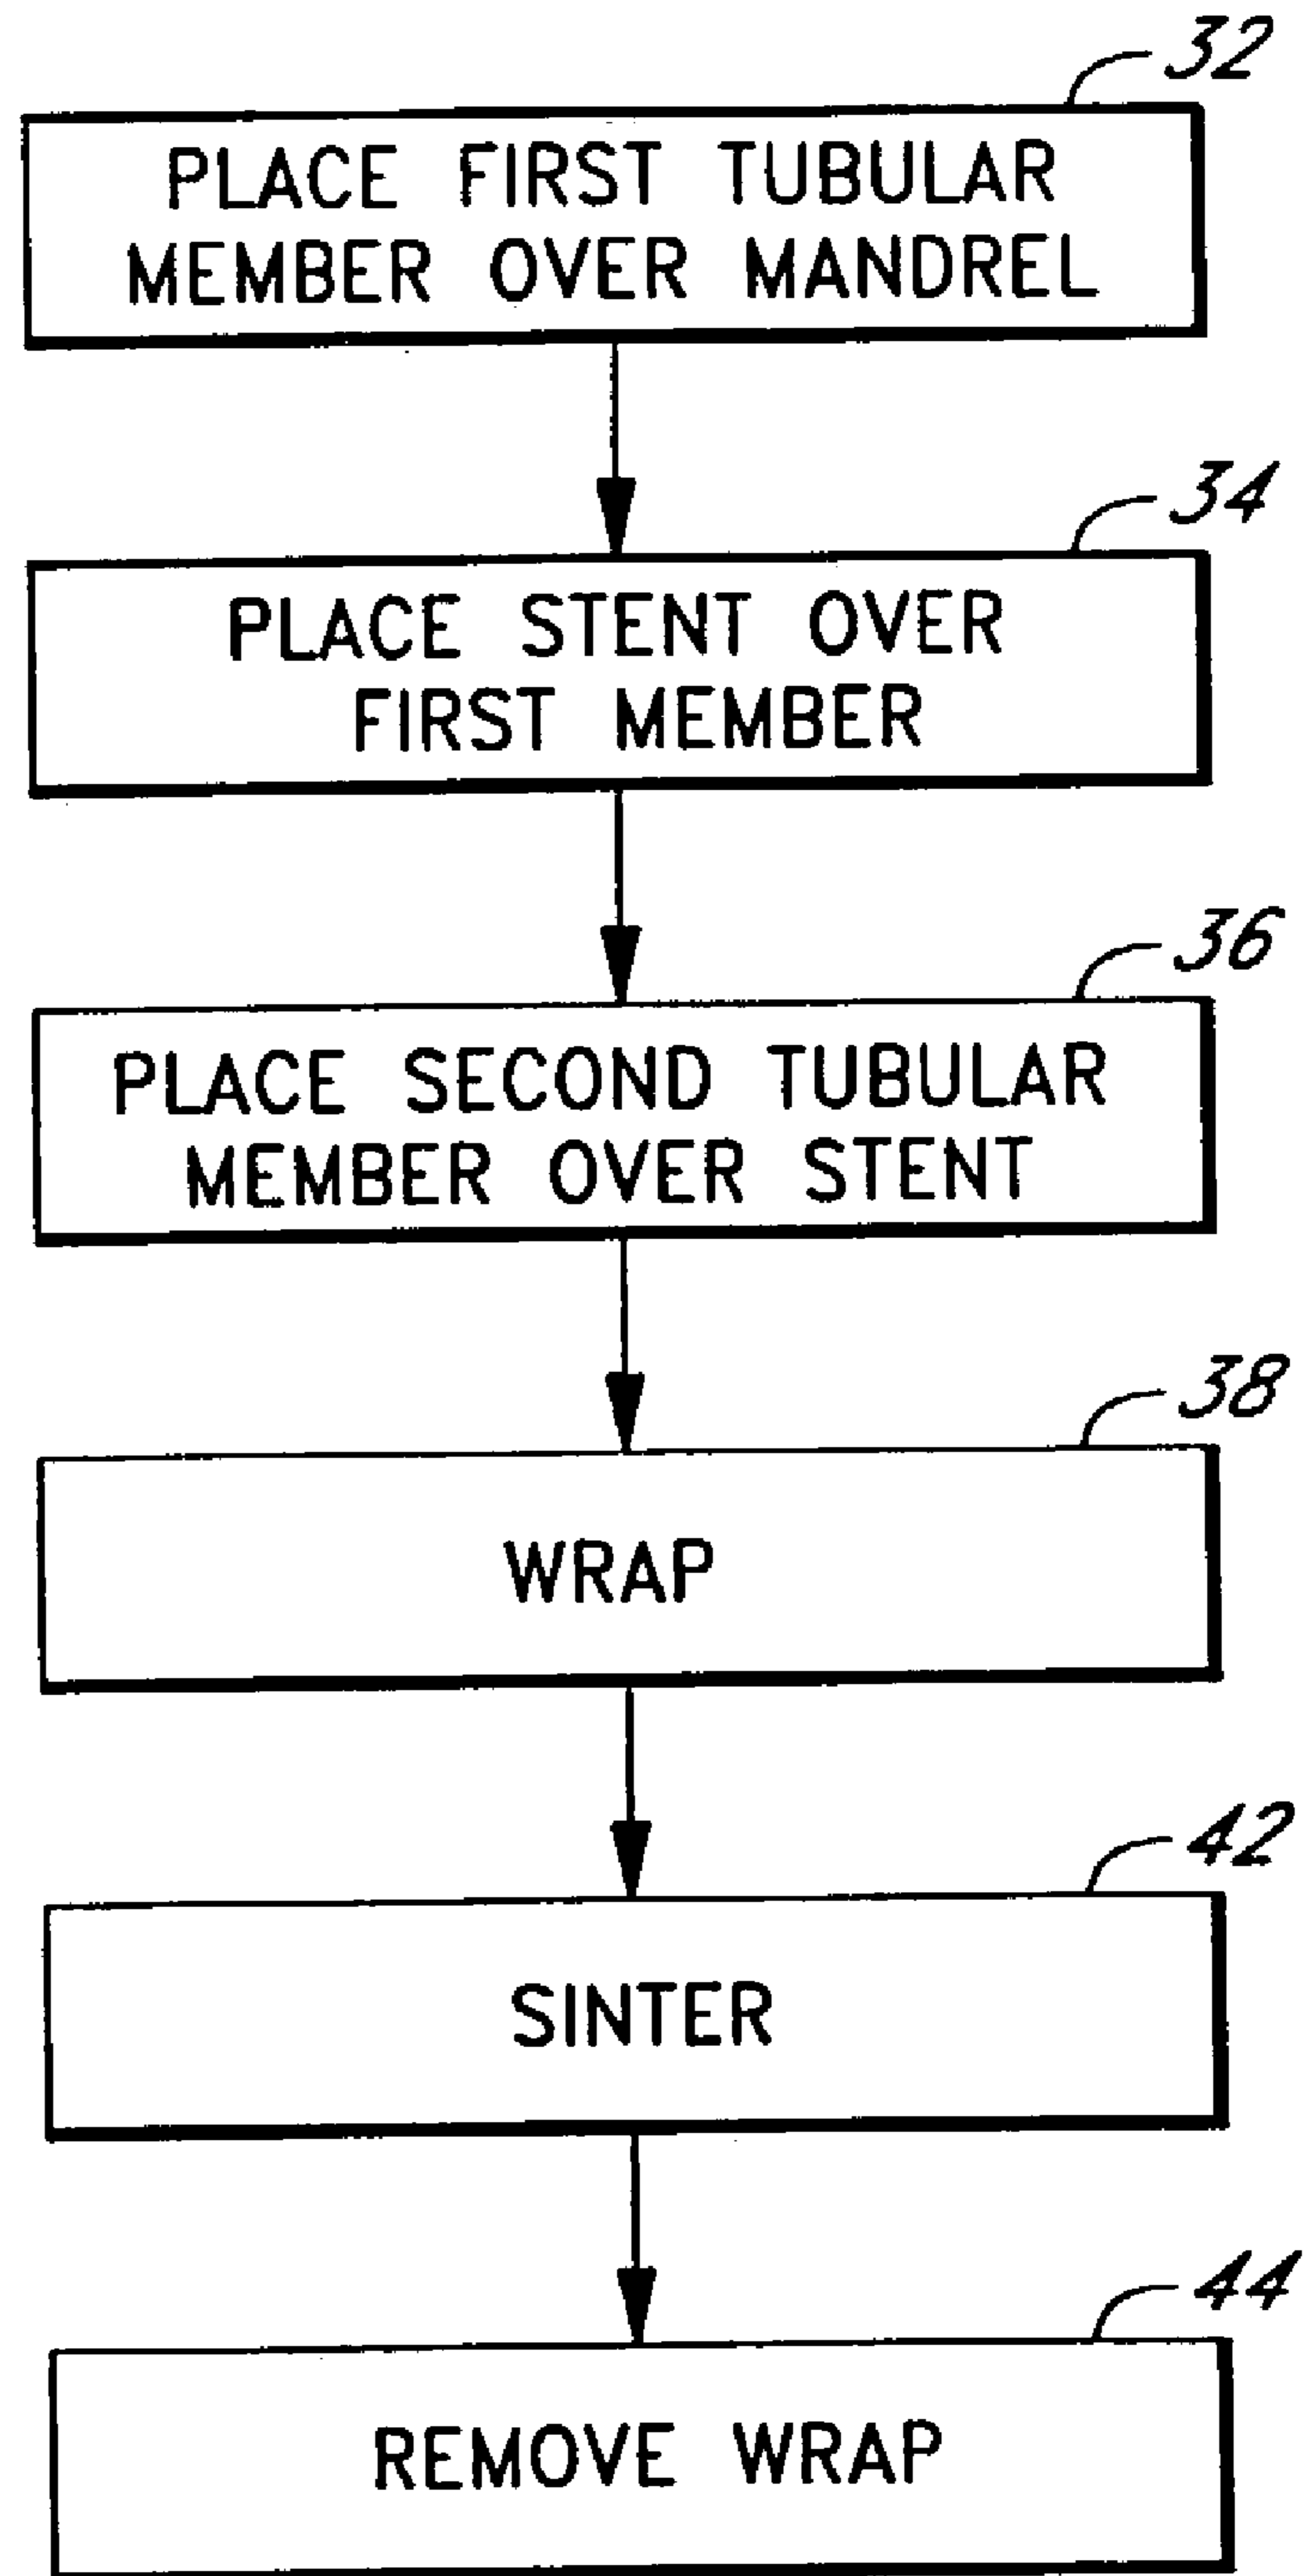 32
PLACE FIRST TUBULAR
MEMBER OVER MANDREL
34
PLACE STENT OVER
FIRST MEMBER
36
PLACE SECOND TUBULAR
MEMBER OVER STENT
38
WRAP
42
SINTER
44
REMOVE WRAP